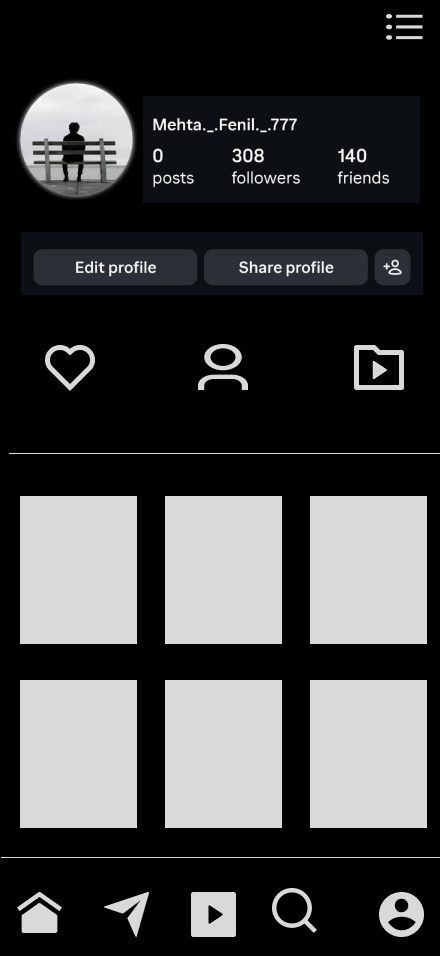 Mehta._.Fenil._.777
0 308 140
posts followers friends
Edit profile Share profile